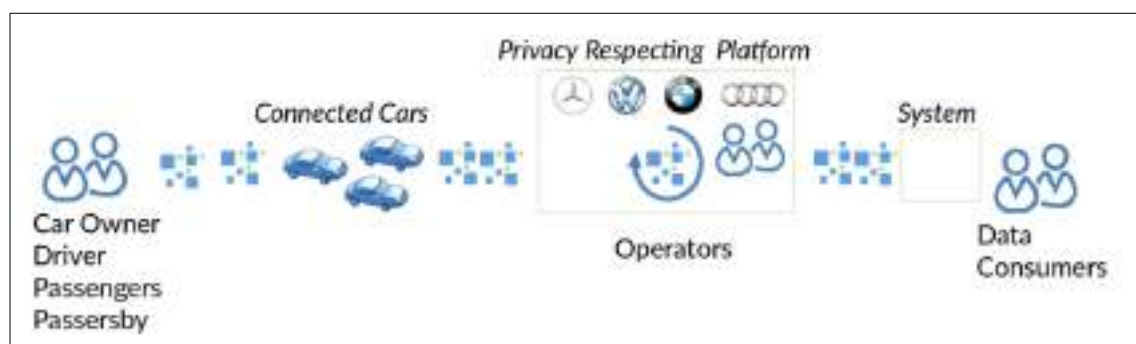 Privacy Respecting Platform
Connected Cars
System
Car Owner
Driver
Passengers
Passersby
Operators
Data
Consumers